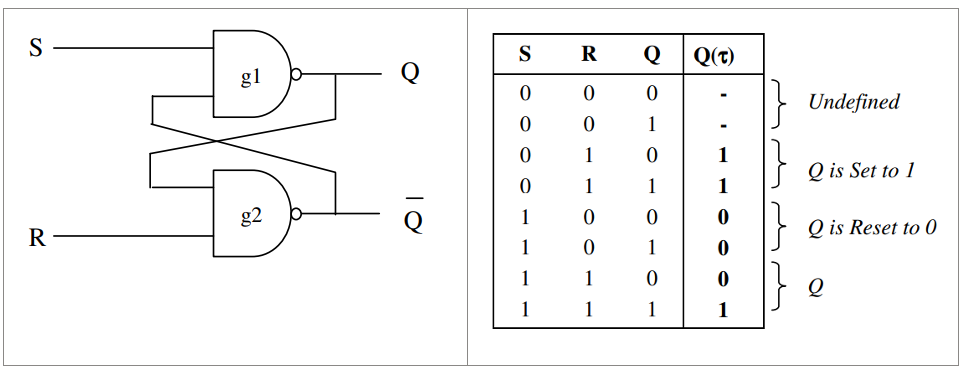 S
g1
Q
g2
Q̅
R
S R Q Q(τ)
0 0 0 -
0 0 1 -
Undefined
0 1 0 1
0 1 1 1
Q is Set to 1
1 0 0 0
1 0 1 0
Q is Reset to 0
1 1 0 0
1 1 1 1
Q